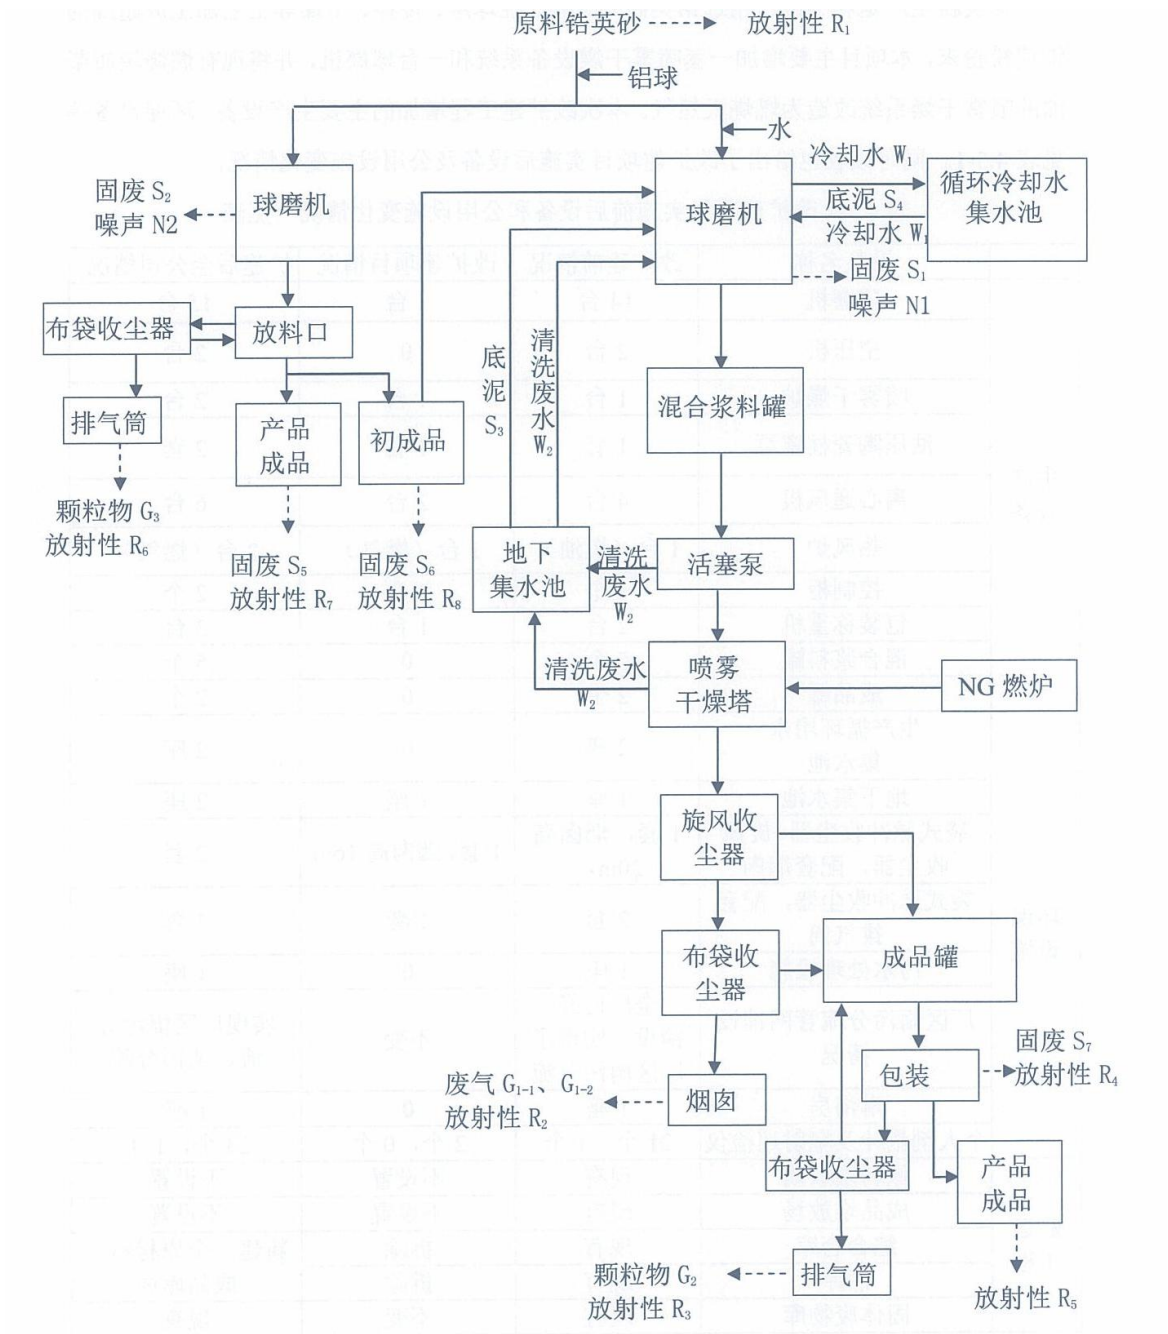 原料锆英砂 放射性 R₁
铝球
水
冷却水 W₁
底泥 S₄
冷却水 W₁
循环冷却水
集水池
固废 S₂
噪声 N2
球磨机
球磨机
固废 S₁
噪声 N1
布袋收尘器
放料口
底泥 S₃
清洗废水 W₂
排气筒
产品
成品
初成品
混合浆料罐
颗粒物 G₃
放射性 R₆
固废 S₅
放射性 R₇
固废 S₆
放射性 R₈
地下
集水池
清洗
废水
W₂
活塞泵
清洗废水
W₂
喷雾
干燥塔
NG 燃炉
旋风收
尘器
布袋收
尘器
成品罐
废气 G₁₋₁、G₁₋₂
放射性 R₂
烟囱
包装
固废 S₇
放射性 R₄
布袋收尘器
产品
成品
颗粒物 G₂
放射性 R₃
排气筒
放射性 R₅